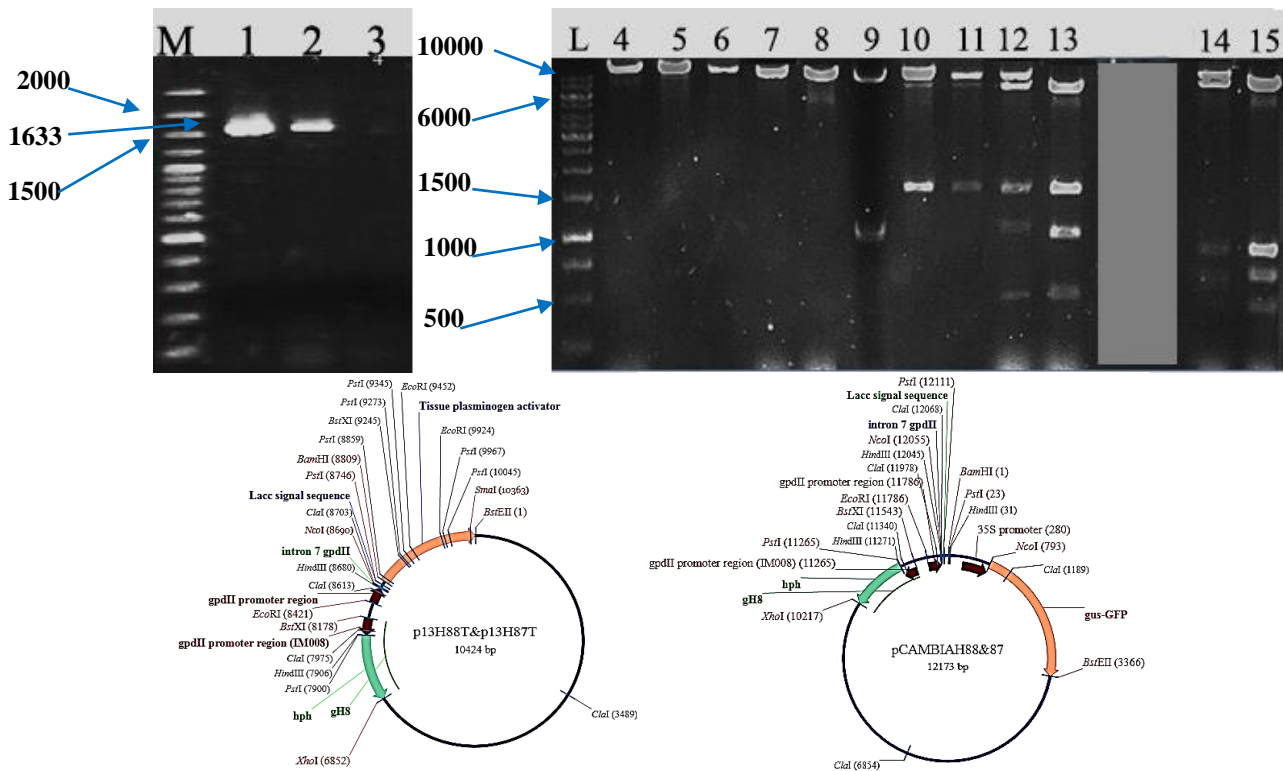 M 1 2 3
2000
1633
1500
10000
6000
1500
1000
500
L 4 5 6 7 8 9 10 11 12 13 14 15
PstI (9345)
EcoRI (9452)
PstI (9273)
Tissue plasminogen activator
BstXI (9245)
EcoRI (9924)
PstI (8859)
PstI (9967)
BamHI (8809)
PstI (8746)
PstI (10045)
Lacc signal sequence
SmaI (10363)
ClaI (8703)
BstEII (1)
NcoI (8690)
intron 7 gpdII
HindIII (8680)
ClaI (8613)
gpdII promoter region
EcoRI (8421)
BstXI (8178)
gpdII promoter region (IM008)
ClaI (7975)
HindIII (7906)
PstI (7900)
hph
gH8
XhoI (6852)
ClaI (3489)
p13H88T&p13H87T
10424 bp
PstI (12111)
Lacc signal sequence
ClaI (12068)
intron 7 gpdII
NcoI (12055)
HindIII (12045)
ClaI (11978)
gpdII promoter region (11786)
EcoRI (11786)
BstXI (11543)
ClaI (11340)
HindIII (11271)
PstI (11265)
gpdII promoter region (IM008) (11265)
hph
gH8
XhoI (10217)
BamHI (1)
PstI (23)
HindIII (31)
35S promoter (280)
NcoI (793)
ClaI (1189)
gus-GFP
BstEII (3366)
ClaI (6854)
pCAMBIAH88&87
12173 bp